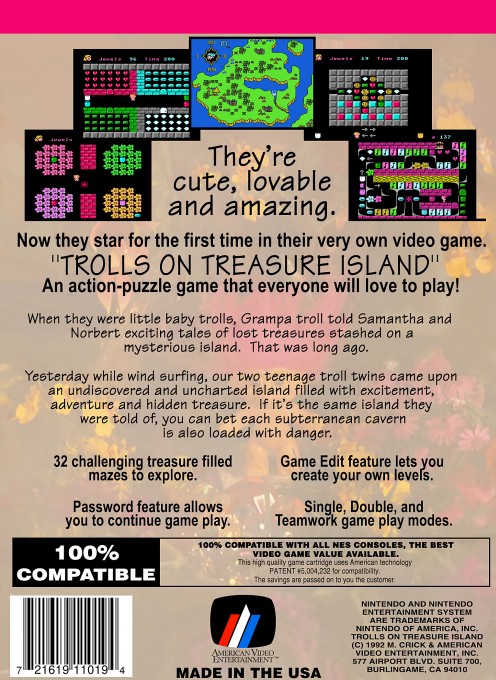 Jewels 96 Time 200
Jewels 19 Time 200
Jewels
137
They're
cute, lovable
and amazing.
Now they star for the first time in their very own video game.
"TROLLS ON TREASURE ISLAND"
An action-puzzle game that everyone will love to play!
When they were little baby trolls, Grampa troll told Samantha and
Norbert exciting tales of lost treasures stashed on a
mysterious island. That was long ago.
Yesterday while wind surfing, our two teenage troll twins came upon
an undiscovered and uncharted island filled with excitement,
adventure and hidden treasure. If it's the same island they
were told of, you can bet each subterranean cavern
is also loaded with danger.
32 challenging treasure filled
mazes to explore.
Game Edit feature lets you
create your own levels.
Password feature allows
you to continue game play.
Single, Double, and
Teamwork game play modes.
100%
COMPATIBLE
100% COMPATIBLE WITH ALL NES CONSOLES, THE BEST
VIDEO GAME VALUE AVAILABLE.
This high quality game cartridge uses American technology
PATENT #5,004,232 for compatibility.
The savings are passed on to you the customer.
7 21619 11019 4
AMERICAN VIDEO
ENTERTAINMENT™
MADE IN THE USA
NINTENDO AND NINTENDO
ENTERTAINMENT SYSTEM
ARE TRADEMARKS OF
NINTENDO OF AMERICA, INC.
TROLLS ON TREASURE ISLAND
(C) 1992 M. CRICK & AMERICAN
VIDEO ENTERTAINMENT, INC.
577 AIRPORT BLVD. SUITE 700,
BURLINGAME, CA 94010